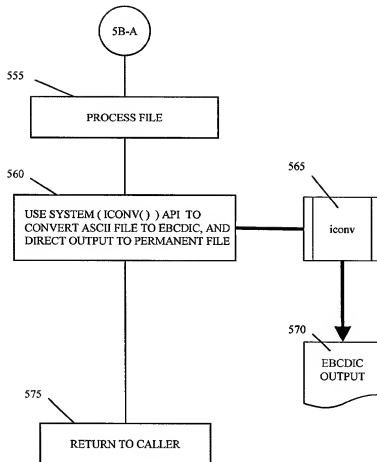 5B-A
555
PROCESS FILE
560
USE SYSTEM ( ICONV( ) ) API TO
CONVERT ASCII FILE TO EBCDIC, AND
DIRECT OUTPUT TO PERMANENT FILE
565
iconv
570
EBCDIC
OUTPUT
575
RETURN TO CALLER